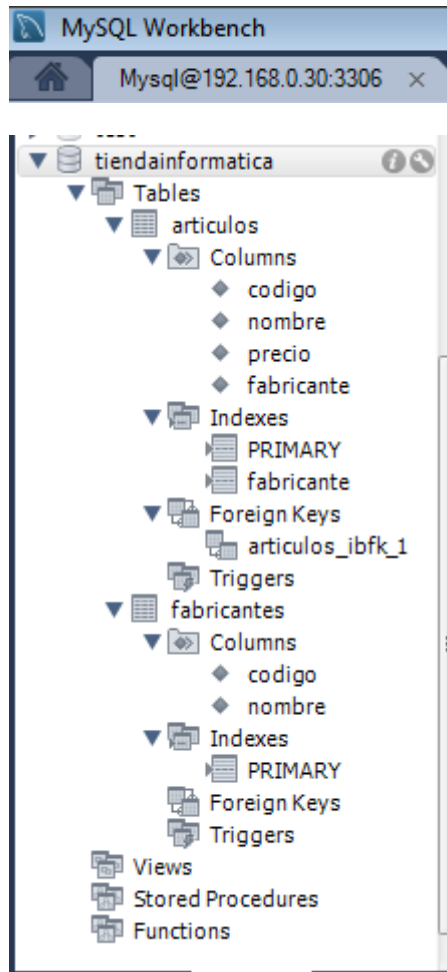 MySQL Workbench
Mysql@192.168.0.30:3306
tiendainformatica
Tables
articulos
Columns
codigo
nombre
precio
fabricante
Indexes
PRIMARY
fabricante
Foreign Keys
articulos_ibfk_1
Triggers
fabricantes
Columns
codigo
nombre
Indexes
PRIMARY
Foreign Keys
Triggers
Views
Stored Procedures
Functions